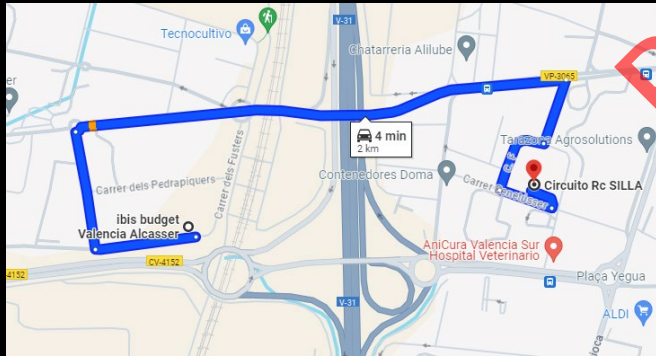 V-31
Tecnocultivo
Chatarreria Alilube
VP-3065
er
4 min
2 km
Tarazona Agrosolutions
Carrer dels Fusters
Contenedores Doma
Circuito Rc SILLA
Carrer dels Pedrapiquers
ibis budget
Valencia Alcasser
AniCura Valencia Sur
Hospital Veterinario
CV-4152
CV-4152
Plaça Yegua
V-31
ALDI